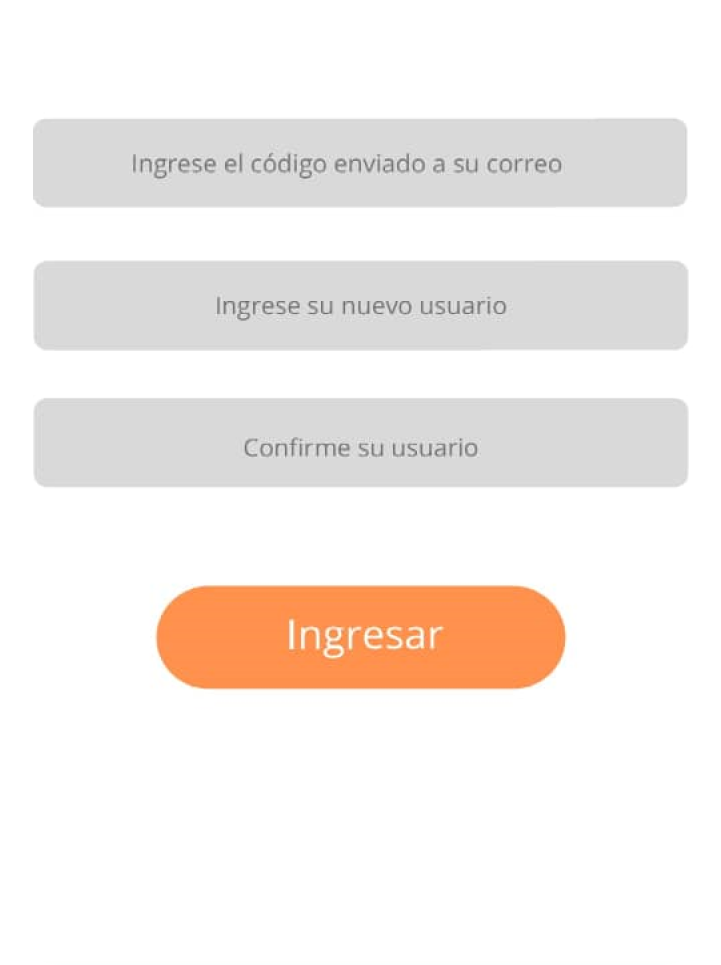 Ingrese el código enviado a su correo
Ingrese su nuevo usuario
Confirme su usuario
Ingresar